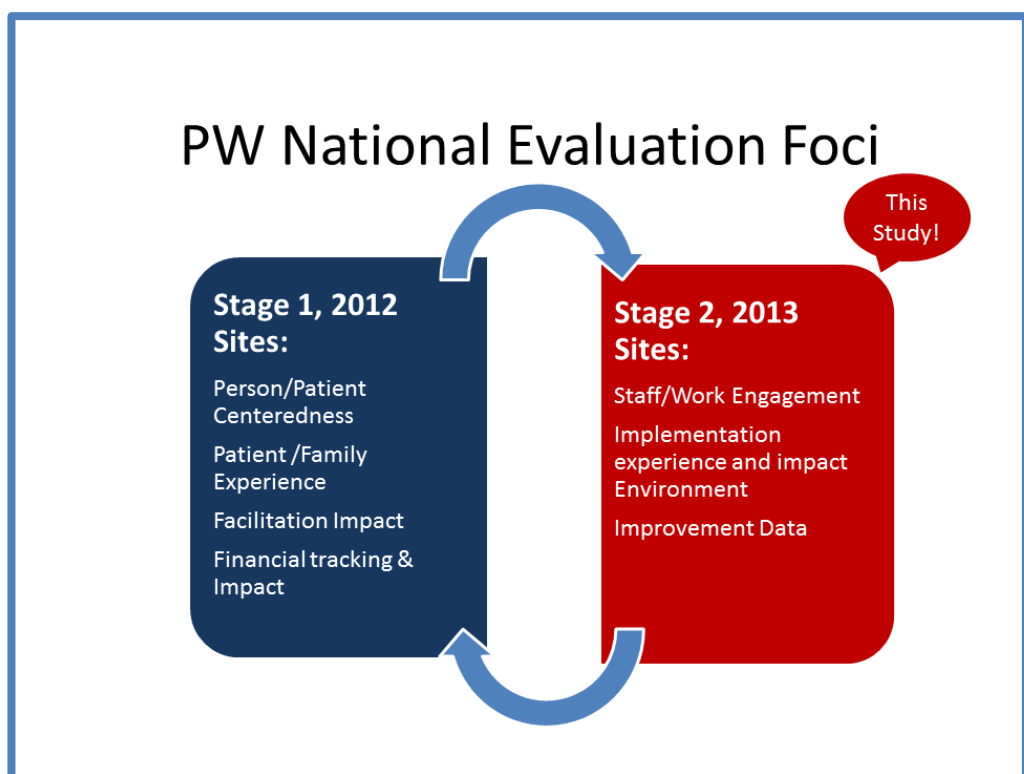 PW National Evaluation Foci
This
Study!
Stage 1, 2012
Sites:
Person/Patient
Centeredness
Patient /Family
Experience
Facilitation Impact
Financial tracking &
Impact
Stage 2, 2013
Sites:
Staff/Work Engagement
Implementation
experience and impact
Environment
Improvement Data